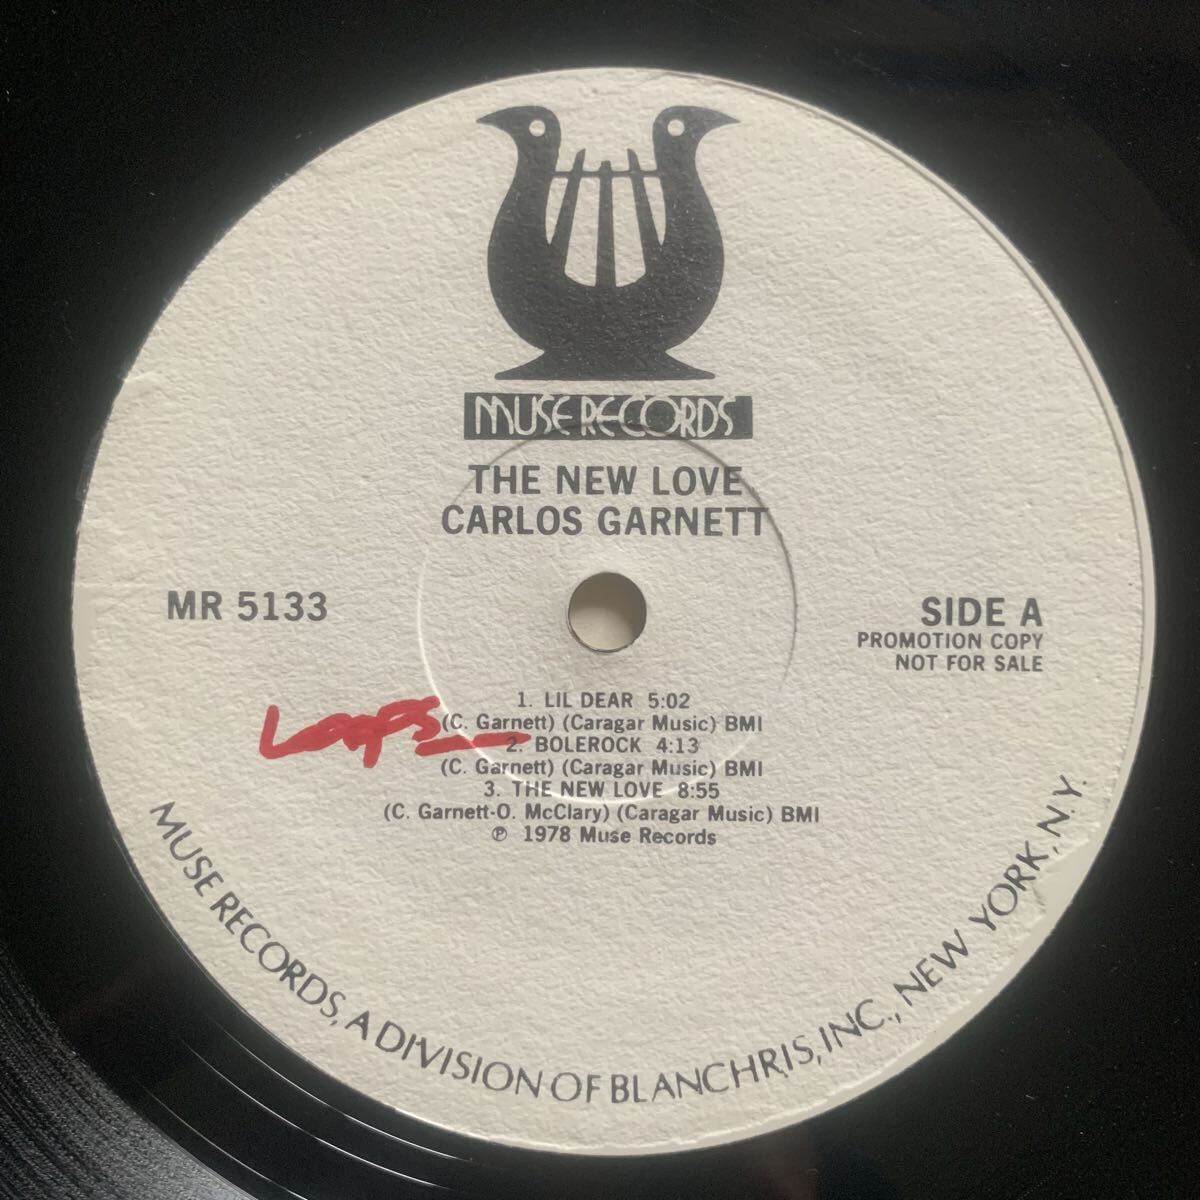 MUSE RECORDS
THE NEW LOVE
CARLOS GARNETT
MR 5133
SIDE A
PROMOTION COPY
NOT FOR SALE
1. LIL DEAR 5:02
(C. Garnett) (Caragar Music) BMI
Loops
2. BOLEROCK 4:13
(C. Garnett) (Caragar Music) BMI
3. THE NEW LOVE 8:55
(C. Garnett-O. McClary) (Caragar Music) BMI
℗ 1978 Muse Records
MUSE RECORDS, A DIVISION OF BLANCHRIS, INC., NEW YORK, N.Y.